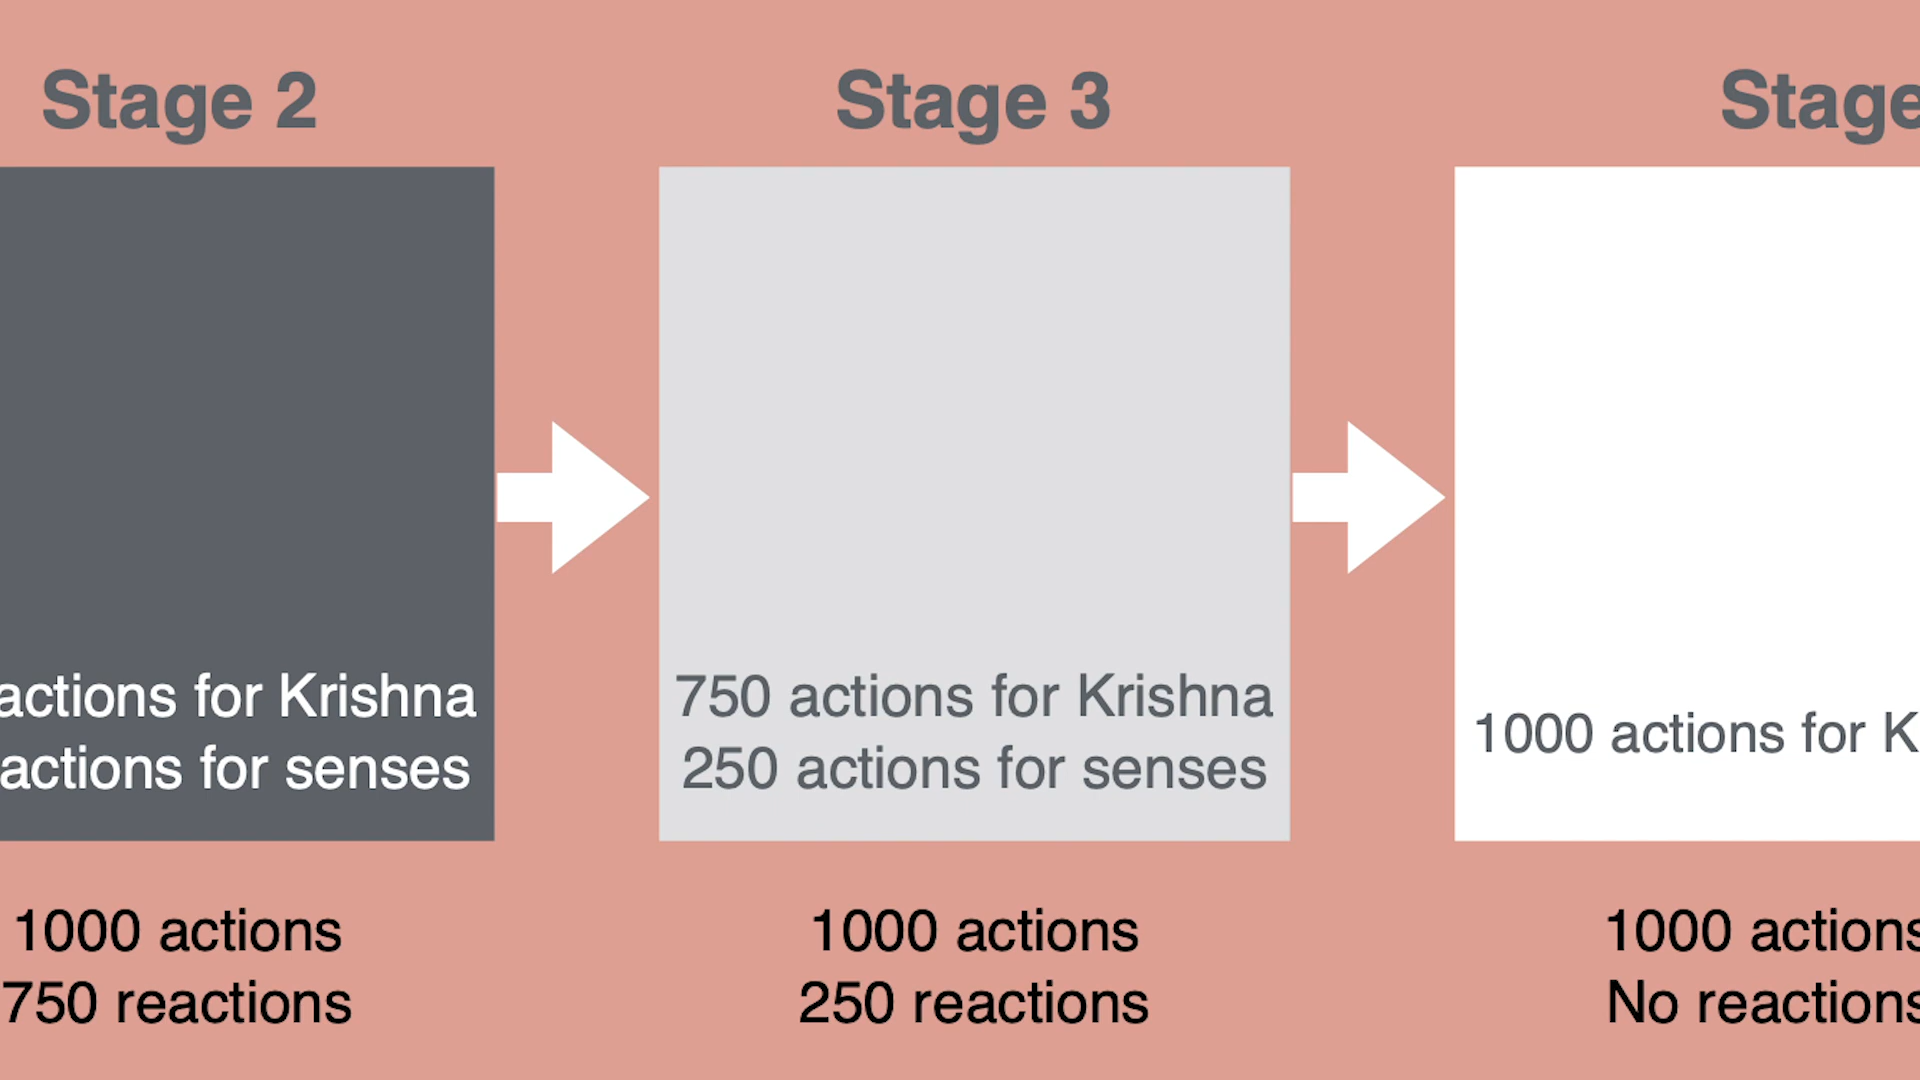 Stage 2
actions for Krishna
actions for senses
1000 actions
750 reactions
Stage 3
750 actions for Krishna
250 actions for senses
1000 actions
250 reactions
Stage
1000 actions for K
1000 actions
No reactions